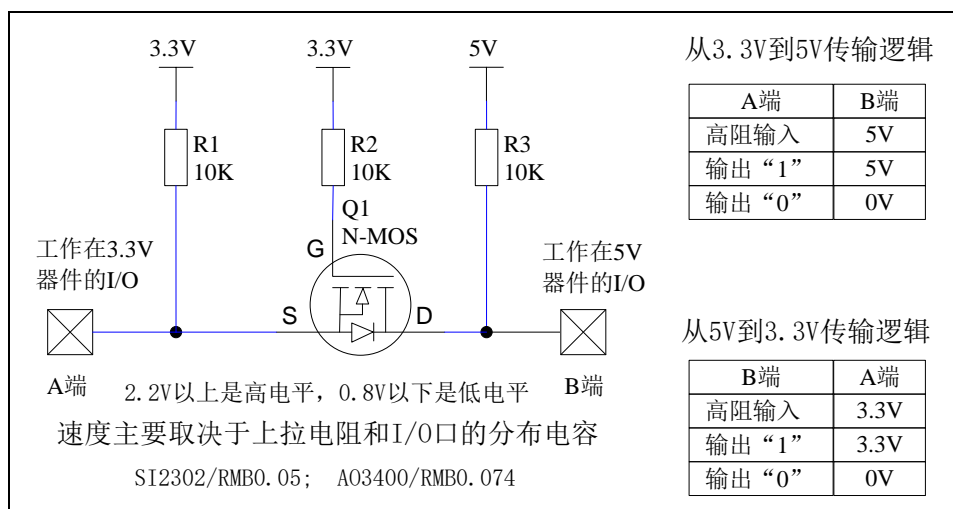 3.3V
3.3V
5V
R1
10K
R2
10K
R3
10K
Q1
N-MOS
G
S
D
工作在3.3V
器件的I/O
工作在5V
器件的I/O
A端
B端
2.2V以上是高电平，0.8V以下是低电平
速度主要取决于上拉电阻和I/O口的分布电容
SI2302/RMB0.05； AO3400/RMB0.074
从3.3V到5V传输逻辑
A端 B端
高阻输入 5V
输出“1” 5V
输出“0” 0V
从5V到3.3V传输逻辑
B端 A端
高阻输入 3.3V
输出“1” 3.3V
输出“0” 0V